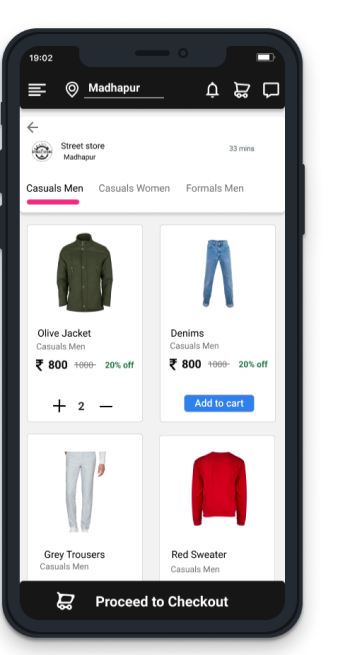 19:02
Madhapur
Street store
Madhapur
33 mins
Casuals Men Casuals Women Formals Men
Olive Jacket
Casuals Men
₹ 800 1000 20% off
+ 2 —
Denims
Casuals Men
₹ 800 1000 20% off
Add to cart
Grey Trousers
Casuals Men
Red Sweater
Casuals Men
Proceed to Checkout